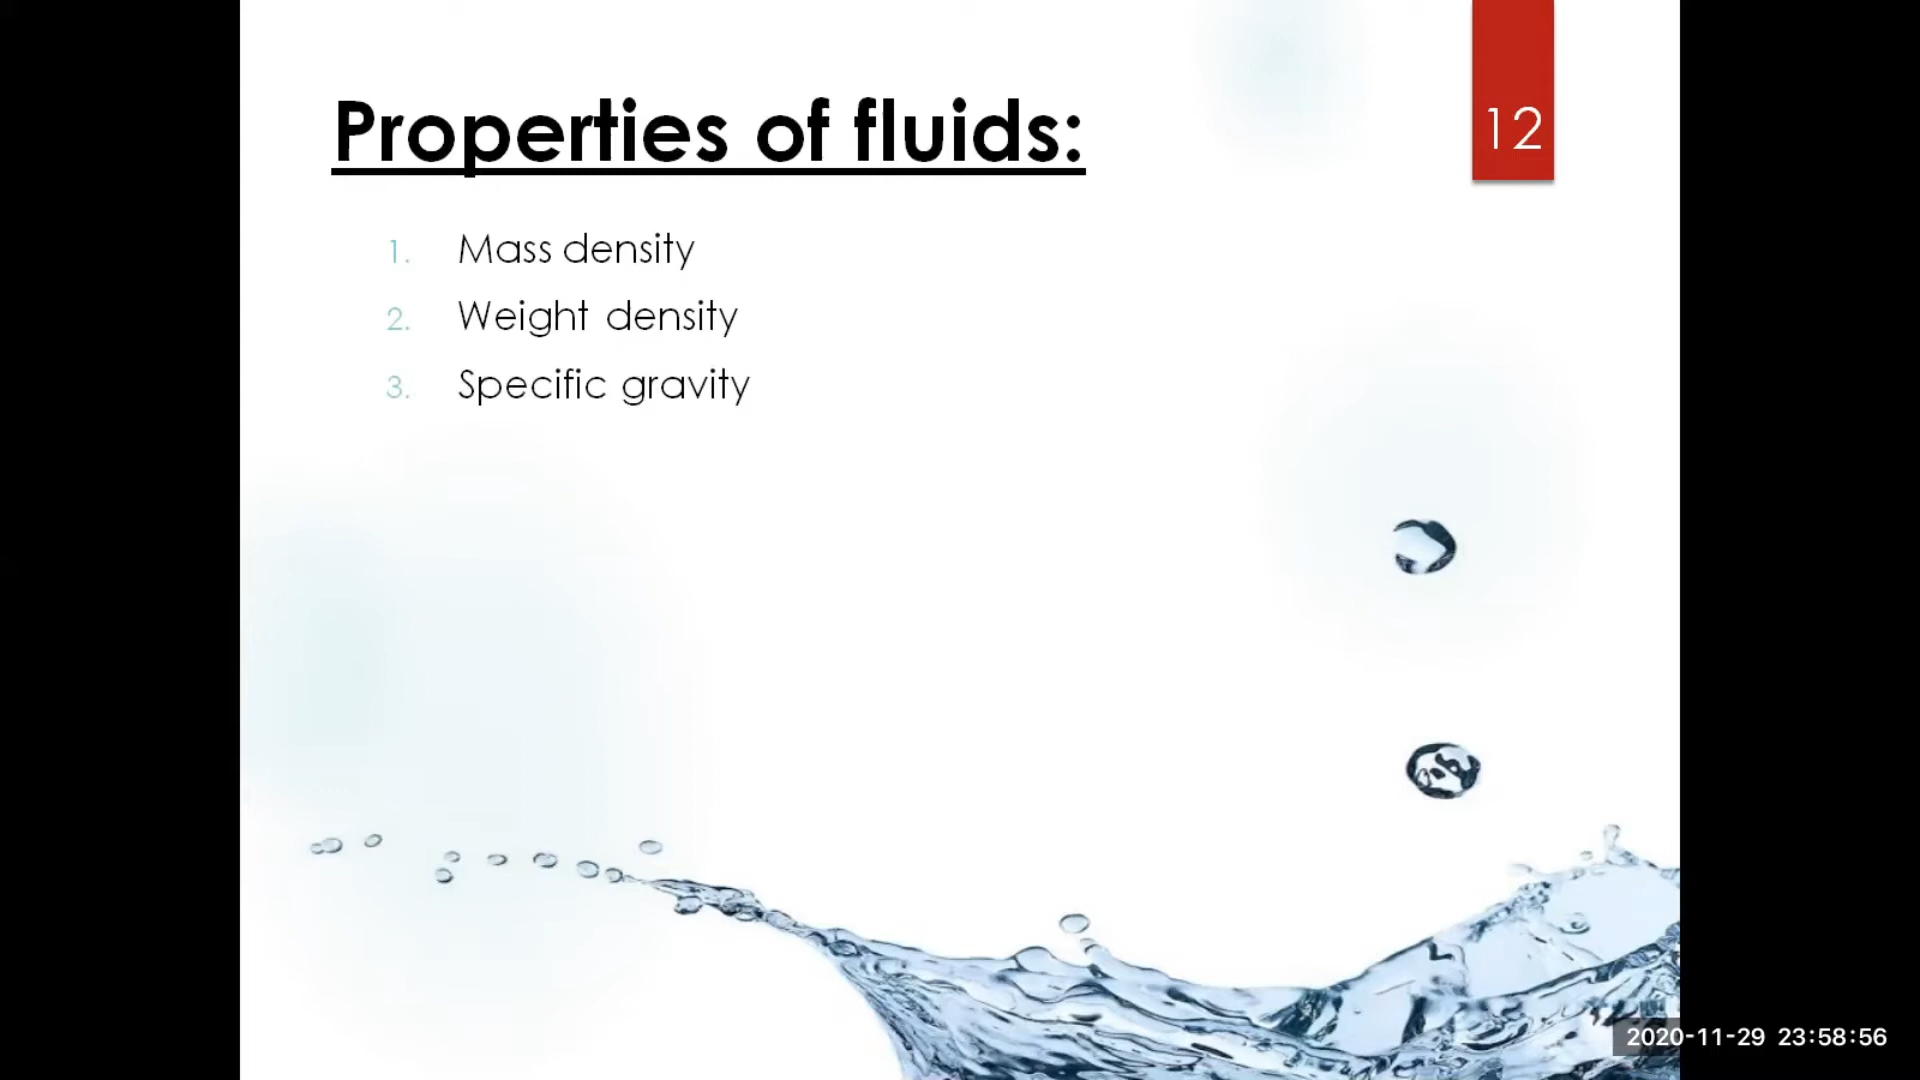 Properties of fluids:
12
1. Mass density
2. Weight density
3. Specific gravity
2020-11-29 23:58:56